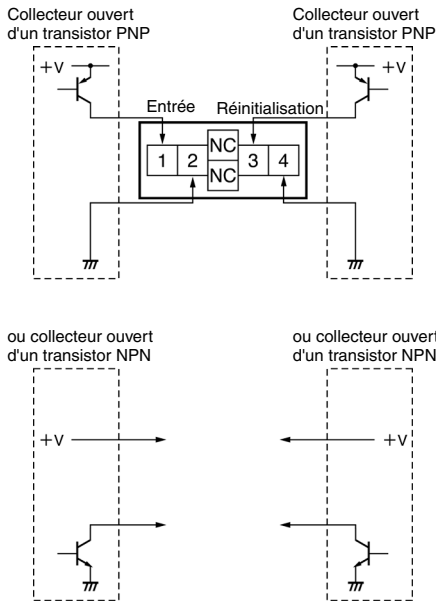 Collecteur ouvert
d'un transistor PNP
Collecteur ouvert
d'un transistor PNP
+V
+V
Entrée
Réinitialisation
1 2 NC 3 4
NC
ou collecteur ouvert
d'un transistor NPN
ou collecteur ouvert
d'un transistor NPN
+V
+V